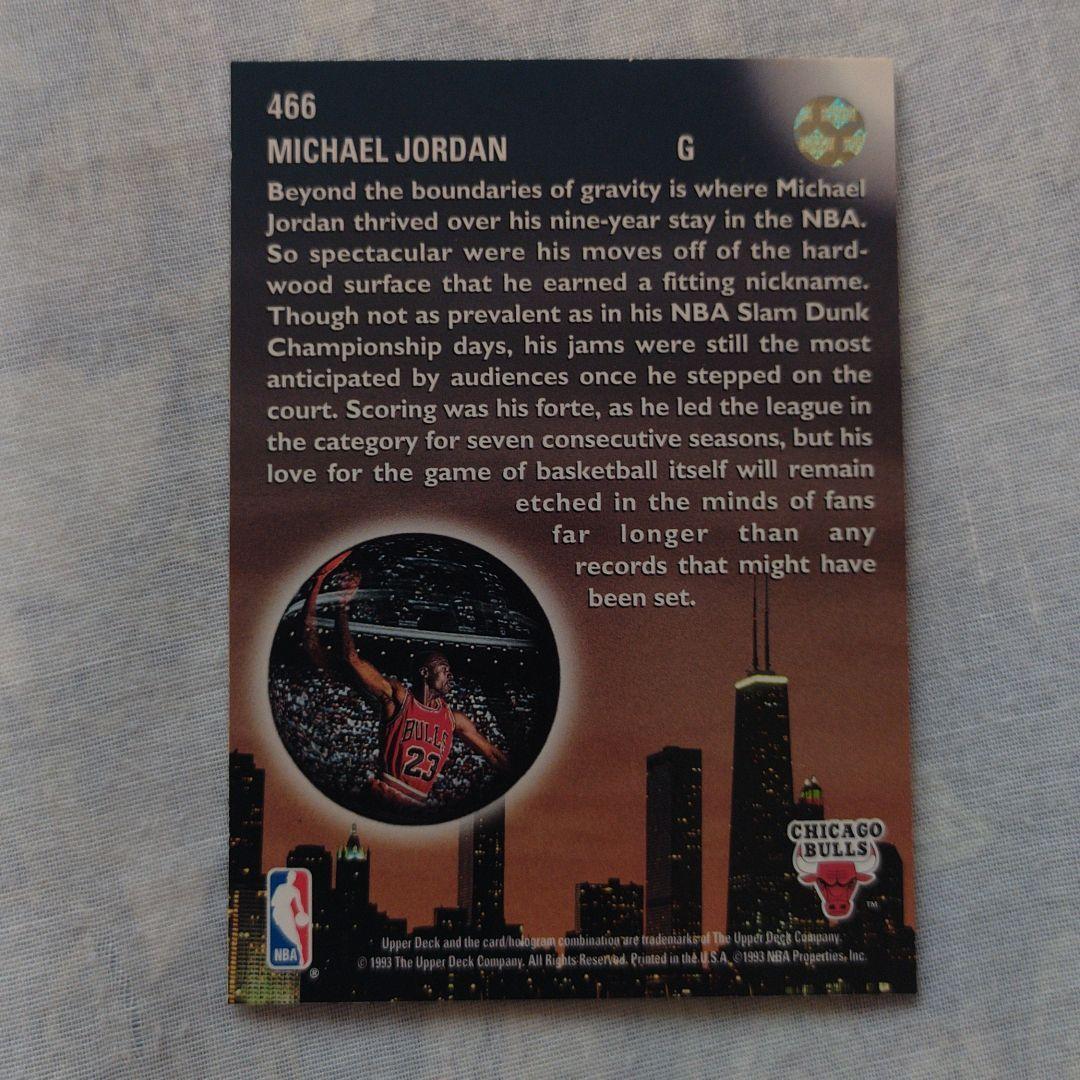 466
MICHAEL JORDAN G
Beyond the boundaries of gravity is where Michael
Jordan thrived over his nine-year stay in the NBA.
So spectacular were his moves off of the hard-
wood surface that he earned a fitting nickname.
Though not as prevalent as in his NBA Slam Dunk
Championship days, his jams were still the most
anticipated by audiences once he stepped on the
court. Scoring was his forte, as he led the league in
the category for seven consecutive seasons, but his
love for the game of basketball itself will remain
etched in the minds of fans
far longer than any
records that might have
been set.
BULLS
23
CHICAGO
BULLS
TM
NBA
®
Upper Deck and the card/hologram combination are trademarks of The Upper Deck Company.
© 1993 The Upper Deck Company. All Rights Reserved. Printed in the U.S.A. ©1993 NBA Properties, Inc.